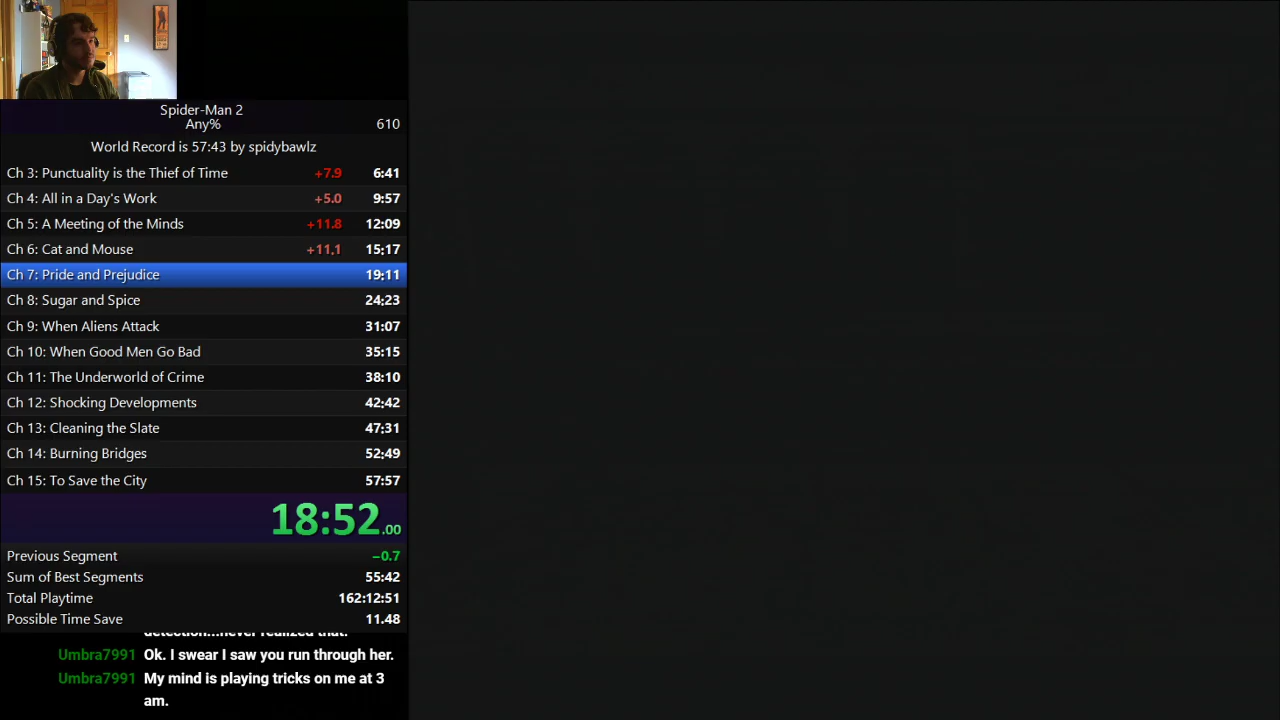 Spider-Man 2
Any%
610
World Record is 57:43 by spidybawlz
Ch 3: Punctuality is the Thief of Time +7.9 6:41
Ch 4: All in a Day's Work +5.0 9:57
Ch 5: A Meeting of the Minds +11.8 12:09
Ch 6: Cat and Mouse +11.1 15:17
Ch 7: Pride and Prejudice 19:11
Ch 8: Sugar and Spice 24:23
Ch 9: When Aliens Attack 31:07
Ch 10: When Good Men Go Bad 35:15
Ch 11: The Underworld of Crime 38:10
Ch 12: Shocking Developments 42:42
Ch 13: Cleaning the Slate 47:31
Ch 14: Burning Bridges 52:49
Ch 15: To Save the City 57:57
18:52.00
Previous Segment −0.7
Sum of Best Segments 55:42
Total Playtime 162:12:51
Possible Time Save 11.48
detection...never realized that.
Umbra7991 Ok. I swear I saw you run through her.
Umbra7991 My mind is playing tricks on me at 3
am.